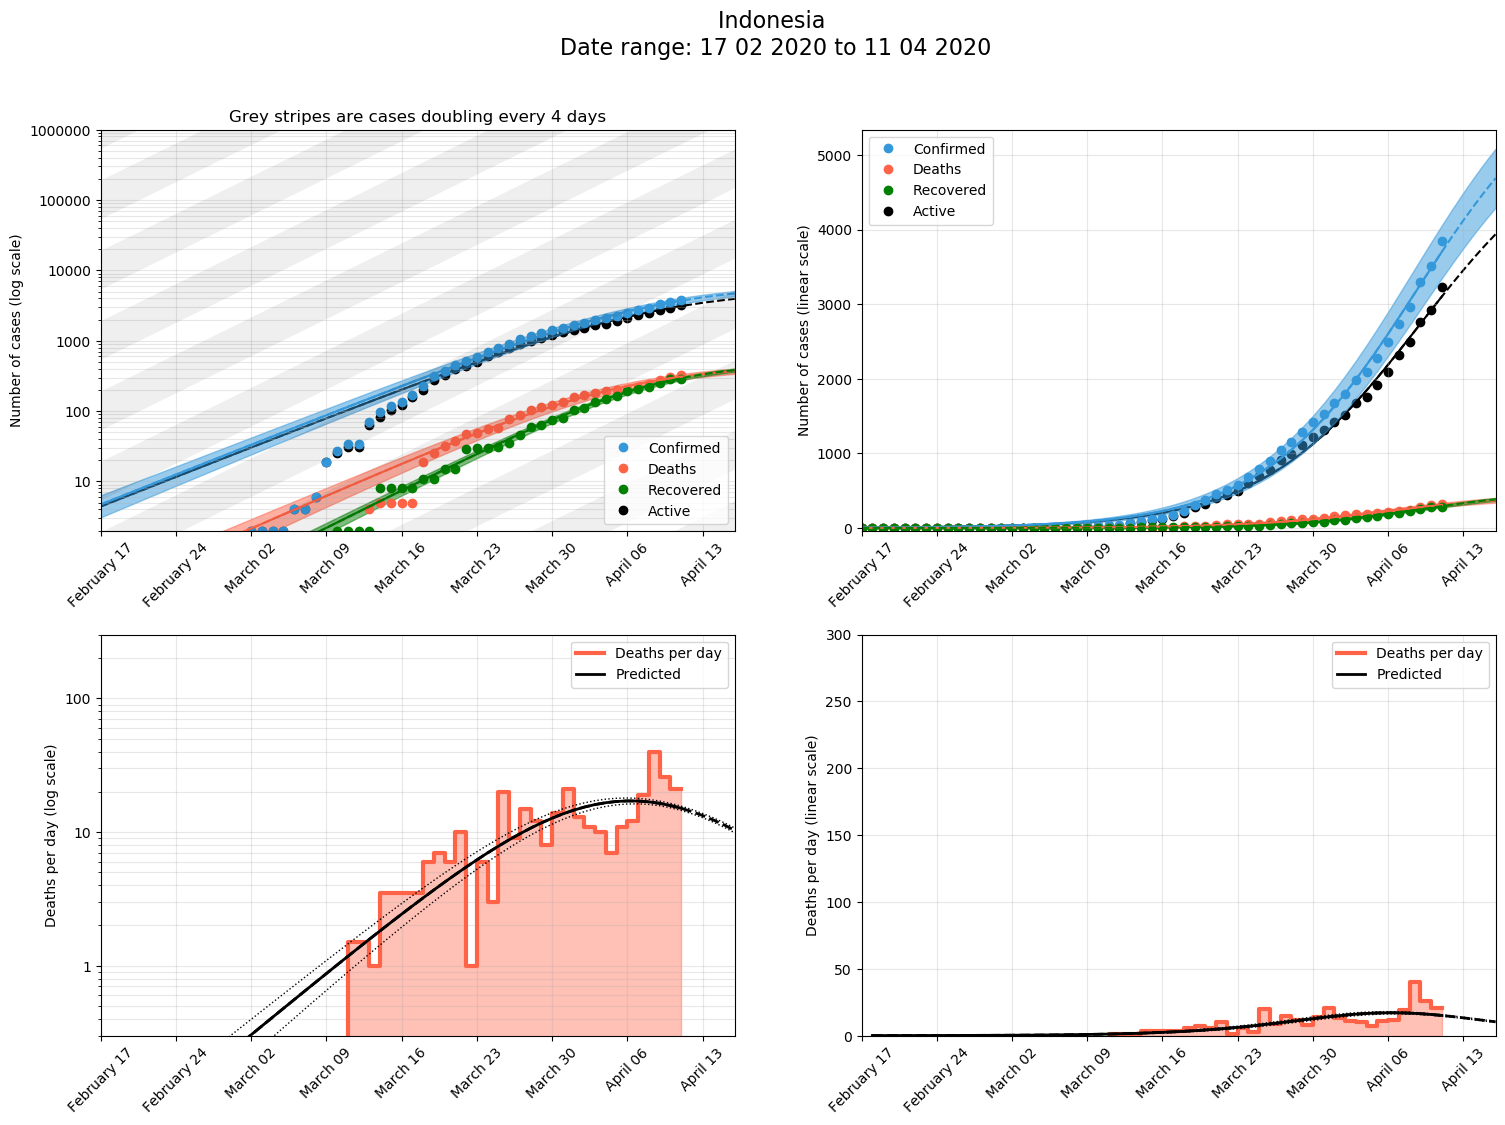 Indonesia
Date range: 17 02 2020 to 11 04 2020
Grey stripes are cases doubling every 4 days
Number of cases (log scale)
1000000
100000
10000
1000
100
10
Confirmed
Deaths
Recovered
Active
February 17
February 24
March 02
March 09
March 16
March 23
March 30
April 06
April 13
Number of cases (linear scale)
5000
4000
3000
2000
1000
0
Confirmed
Deaths
Recovered
Active
February 17
February 24
March 02
March 09
March 16
March 23
March 30
April 06
April 13
Deaths per day (log scale)
100
10
1
Deaths per day
Predicted
February 17
February 24
March 02
March 09
March 16
March 23
March 30
April 06
April 13
Deaths per day (linear scale)
300
250
200
150
100
50
0
Deaths per day
Predicted
February 17
February 24
March 02
March 09
March 16
March 23
March 30
April 06
April 13